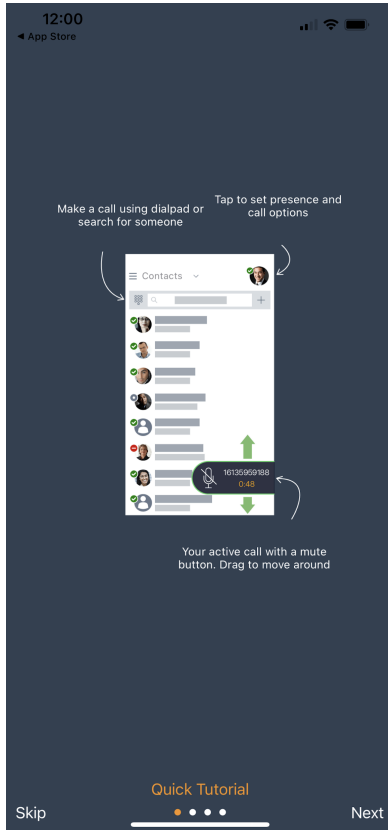 12:00
◀ App Store
Make a call using dialpad or
search for someone
Tap to set presence and
call options
Contacts
16135959188
0:48
Your active call with a mute
button. Drag to move around
Quick Tutorial
Skip
Next